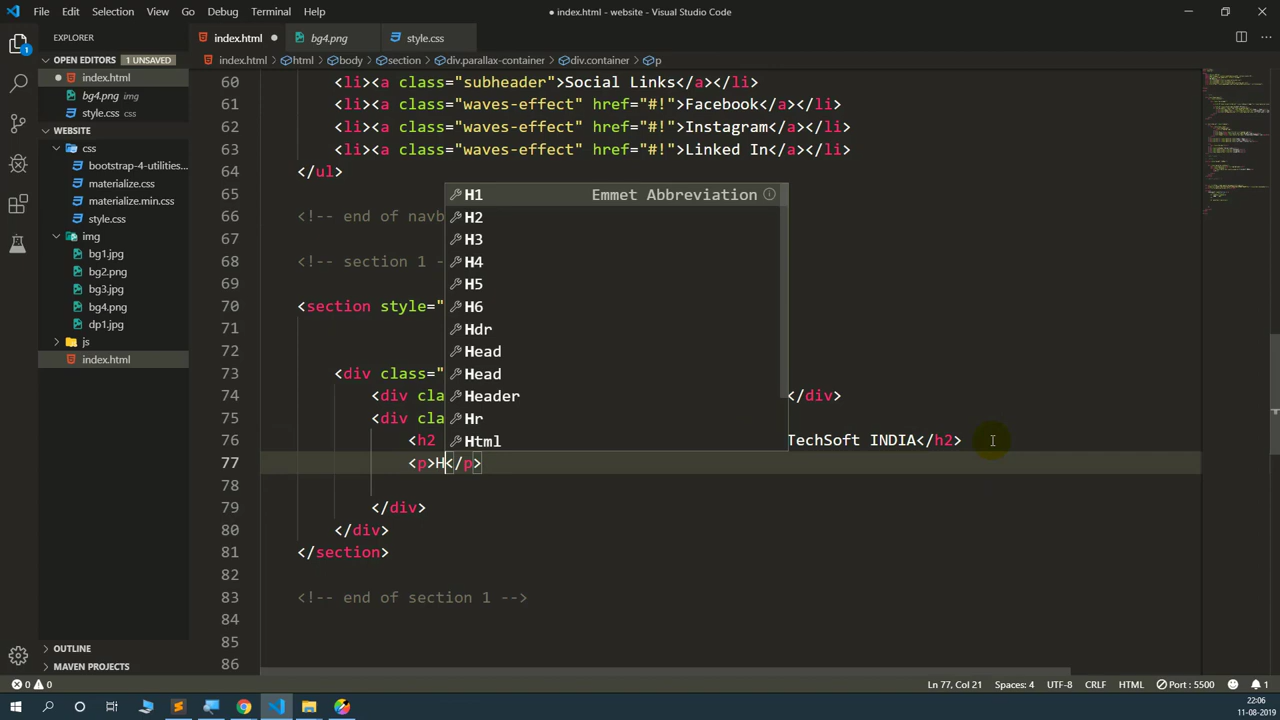 File Edit Selection View Go Debug Terminal Help
● index.html - website - Visual Studio Code
EXPLORER
index.html ●
bg4.png
style.css
OPEN EDITORS 1 UNSAVED
index.html > html > body > section > div.parallax-container > div.container > p
● index.html
bg4.png img
style.css css
WEBSITE
css
bootstrap-4-utilities...
materialize.css
materialize.min.css
style.css
img
bg1.jpg
bg2.png
bg3.jpg
bg4.png
dp1.jpg
js
index.html
OUTLINE
MAVEN PROJECTS
60 <li><a class="subheader">Social Links</a></li>
61 <li><a class="waves-effect" href="#!">Facebook</a></li>
62 <li><a class="waves-effect" href="#!">Instagram</a></li>
63 <li><a class="waves-effect" href="#!">Linked In</a></li>
64 </ul>
65
66 <!-- end of navb
67
68 <!-- section 1 -
69
70 <section style="
71
72
73 <div class="
74 <div cla </div>
75 <div cla
76 <h2 TechSoft INDIA</h2>
77 <p>H</p>
78
79 </div>
80 </div>
81 </section>
82
83 <!-- end of section 1 -->
84
85
86
H1 Emmet Abbreviation
H2
H3
H4
H5
H6
Hdr
Head
Head
Header
Hr
Html
0 0
Ln 77, Col 21 Spaces: 4 UTF-8 CRLF HTML Port : 5500 1
22:06
11-08-2019